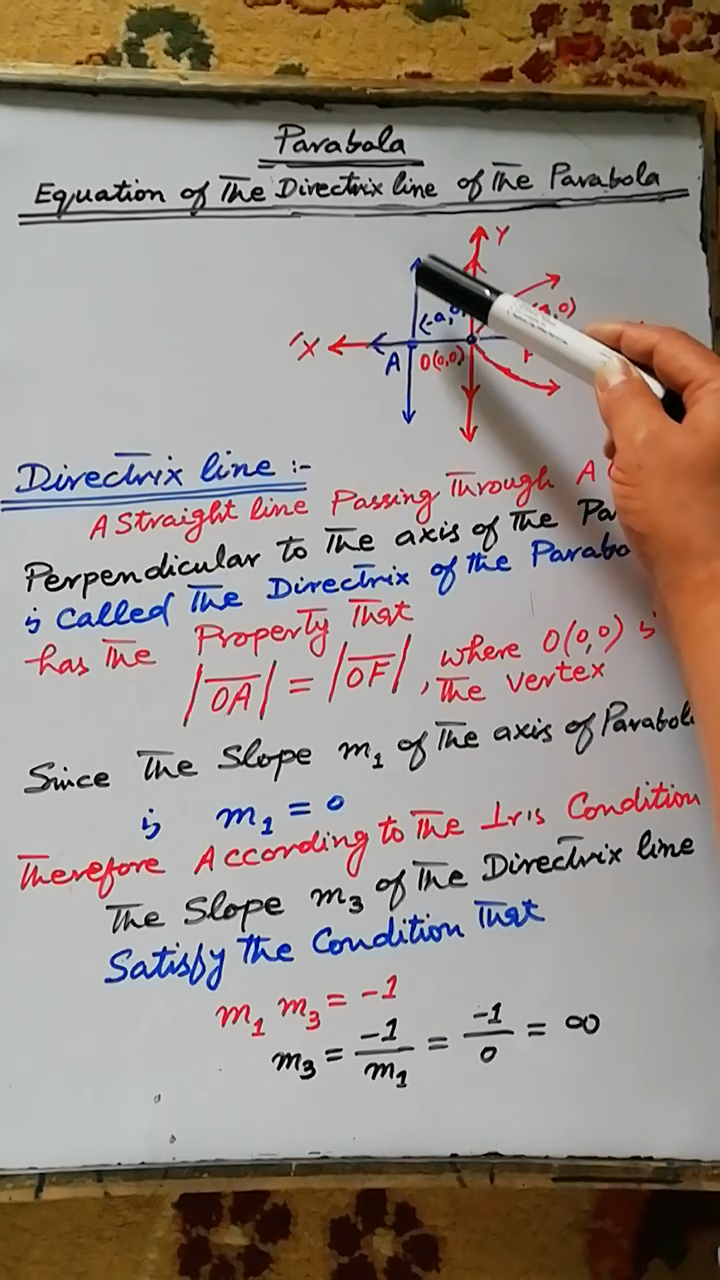 Parabola
Equation of The Directrix line of The Parabola
Y
(-a,
,0)
'X
A
O(0,0)
F
Directrix line :-
A Straight line Passing Through A
Perpendicular to The axis of The
is Called The Directrix of the
has The Property That
|OA| = |OF|, where O(0,0) is
The vertex
Since The Slope m₁ of The axis of
is m₁ = 0
Therefore According to The ⊥ris Condition
The Slope m₃ of The Directrix line
Satisfy The Condition That
m₁ m₃ = -1
m₃ = -1/m₁ = -1/0 = ∞